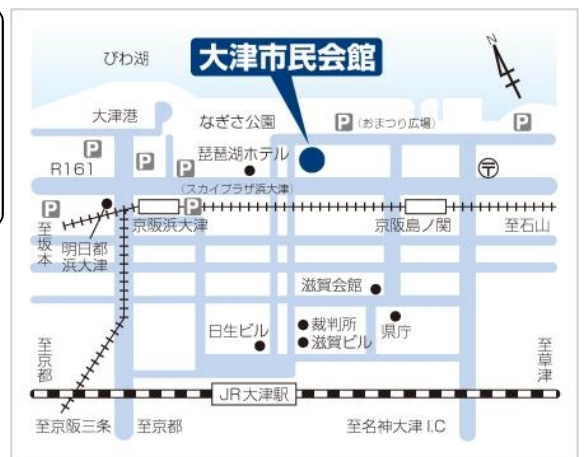 びわ湖
大津市民会館
N
大津港
なぎさ公園
P
(おまつり広場)
P
P
P
P
琵琶湖ホテル
R161
(スカイプラザ浜大津)
P
P
京阪浜大津
京阪島ノ関
至石山
至坂本
明日都
浜大津
滋賀会館
日生ビル
裁判所
滋賀ビル
県庁
至京都
至草津
JR大津駅
至京阪三条
至京都
至名神大津I.C